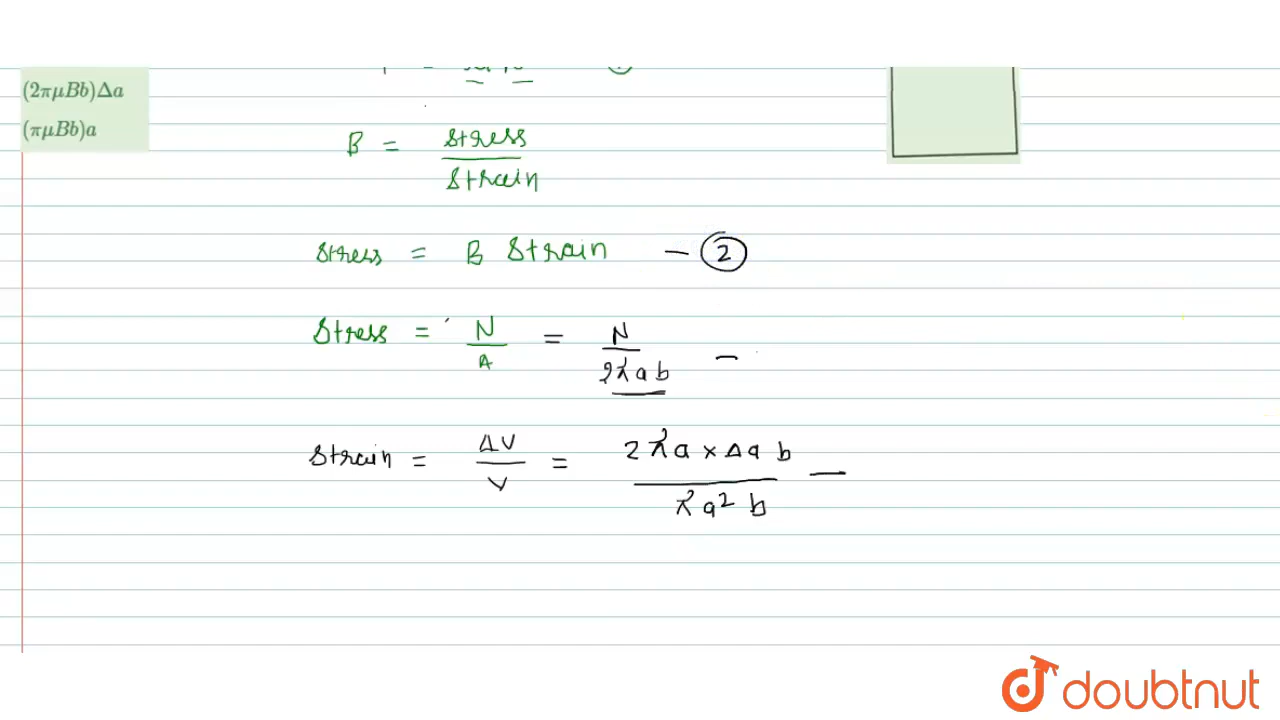 (2πμBb)Δa
(πμBb)a
B = Stress / Strain
Stress = B Strain — 2
Stress = N / A = N / 2πab —
Strain = ΔV / V = 2πa × Δa b / πa² b —
doubtnut